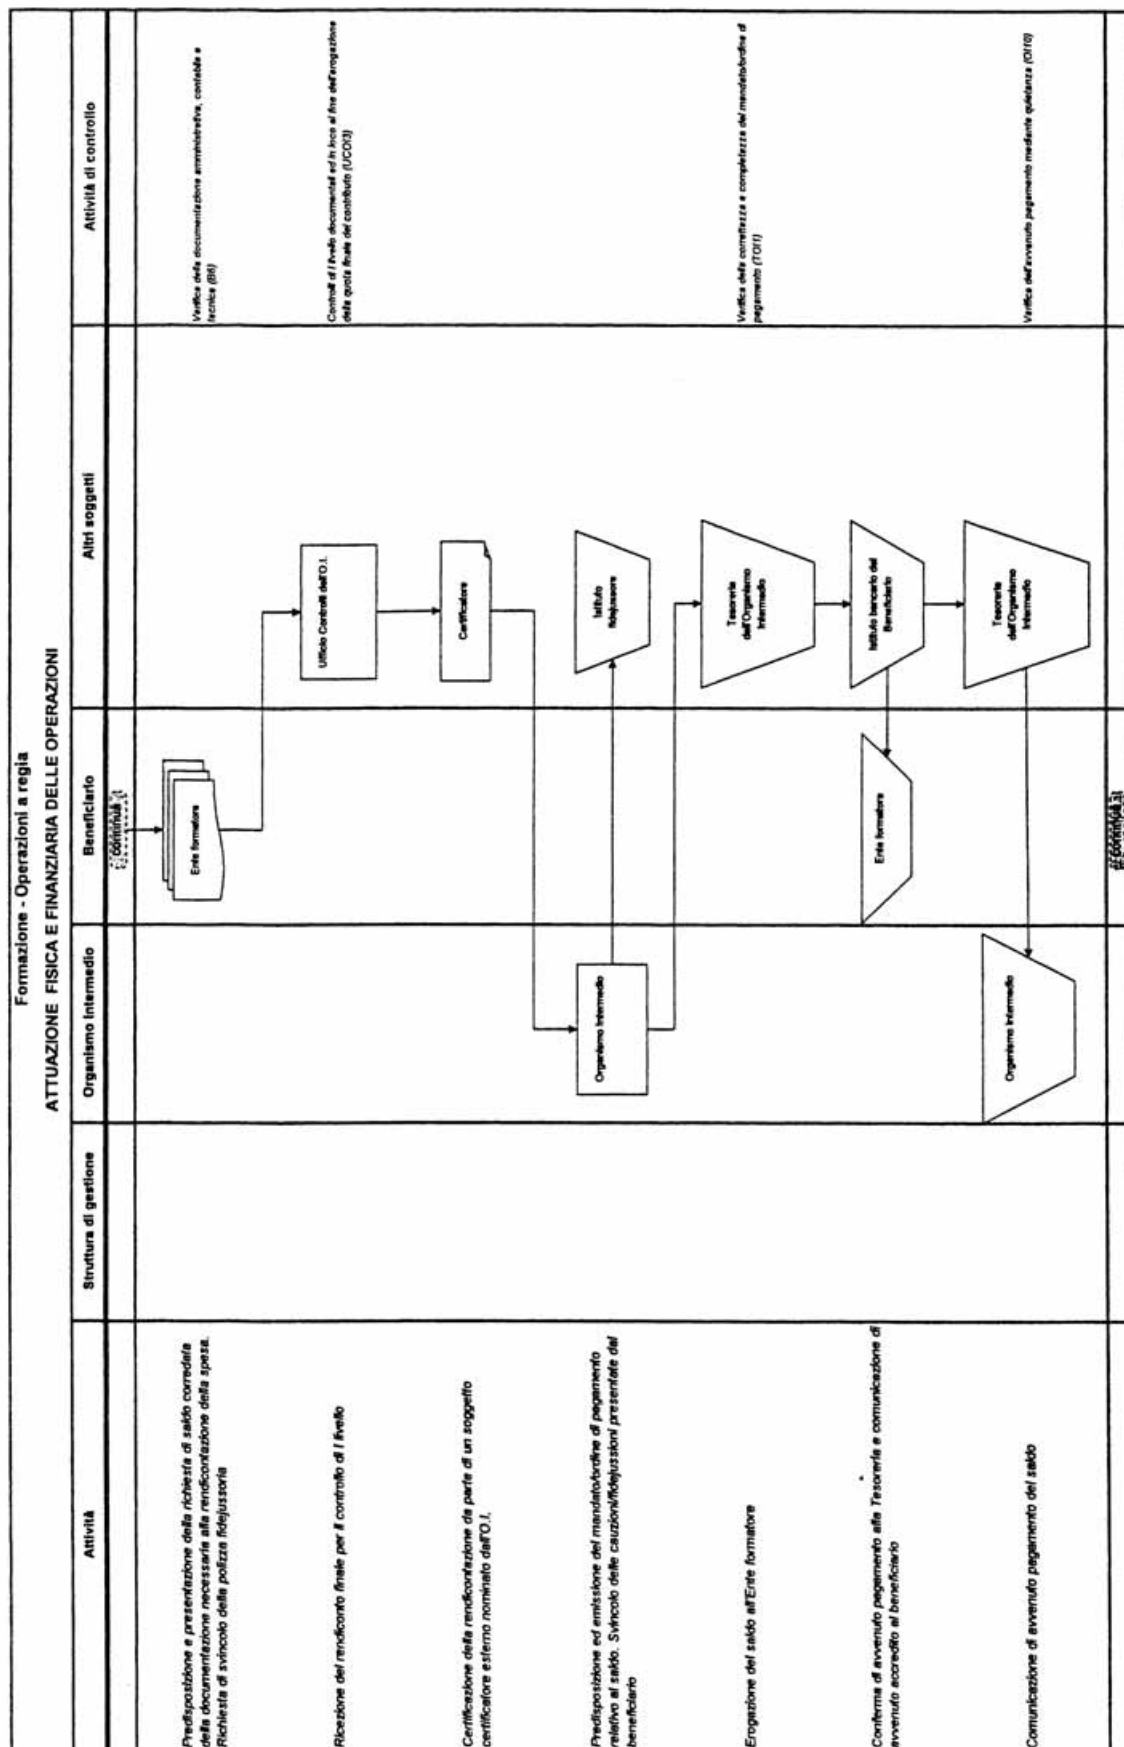 Formazione - Operazioni a regia
ATTUAZIONE FISICA E FINANZIARIA DELLE OPERAZIONI
Attività
Struttura di gestione
Organismo Intermedio
Beneficiario
Altri soggetti
Attività di controllo
continua
Predisposizione e presentazione della richiesta di saldo corredata
della documentazione necessaria alla rendicontazione della spesa.
Richiesta di svincolo della polizza fidejussoria
Ente formatore
Verifica della documentazione amministrativa, contabile e
tecnica (B6)
Ricezione del rendiconto finale per il controllo di I livello
Ufficio Controlli dell'O.I.
Controlli di I livello documentali ed in loco al fine dell'erogazione
della quota finale del contributo (UCOI3)
Certificazione della rendicontazione da parte di un soggetto
certificatore esterno nominato dall'O.I.
Certificatore
Predisposizione ed emissione del mandato/ordine di pagamento
relativo al saldo. Svincolo delle cauzioni/fidejussioni presentate dal
beneficiario
Organismo Intermedio
Istituto
fidejussore
Erogazione del saldo all'Ente formatore
Tesoreria
dell'Organismo
Intermedio
Verifica della correttezza e completezza del mandato/ordine di
pagamento (TOI1)
Conferma di avvenuto pagamento alla Tesoreria e comunicazione di
avvenuto accredito al beneficiario
Ente formatore
Istituto bancario del
Beneficiario
Comunicazione di avvenuto pagamento del saldo
Organismo Intermedio
Tesoreria
dell'Organismo
Intermedio
Verifica dell'avvenuto pagamento mediante quietanza (OI10)
continua